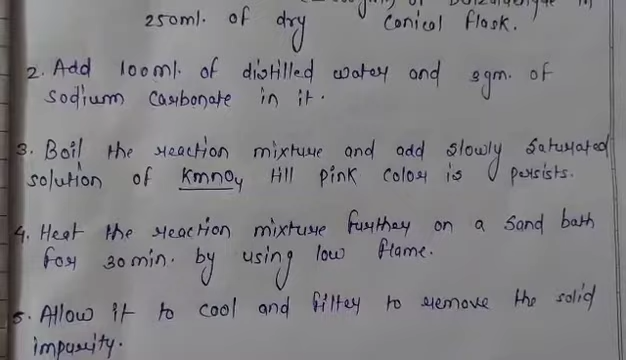 of Benzaldehyde in
250ml. of dry Conical flask.
2. Add 100ml. of distilled water and 3gm. of
sodium carbonate in it.
3. Boil the reaction mixture and add slowly saturated
solution of KMnO4 till pink color is persists.
4. Heat the reaction mixture further on a sand bath
for 30min. by using low flame.
5. Allow it to cool and filter to remove the solid
impurity.